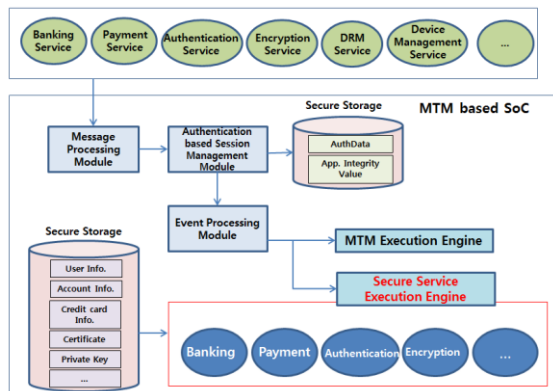 Banking
Service
Payment
Service
Authentication
Service
Encryption
Service
DRM
Service
Device
Management
Service
...
MTM based SoC
Message
Processing
Module
Authentication
based Session
Management
Module
Secure Storage
AuthData
App. Integrity
Value
Event Processing
Module
MTM Execution Engine
Secure Service
Execution Engine
Secure Storage
User Info.
Account Info.
Credit card
Info.
Certificate
Private Key
...
Banking
Payment
Authentication
Encryption
...